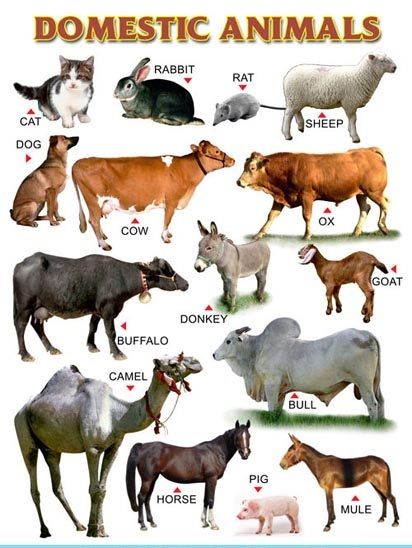 DOMESTIC ANIMALS
CAT
RABBIT
RAT
SHEEP
DOG
COW
OX
BUFFALO
DONKEY
GOAT
CAMEL
BULL
HORSE
PIG
MULE